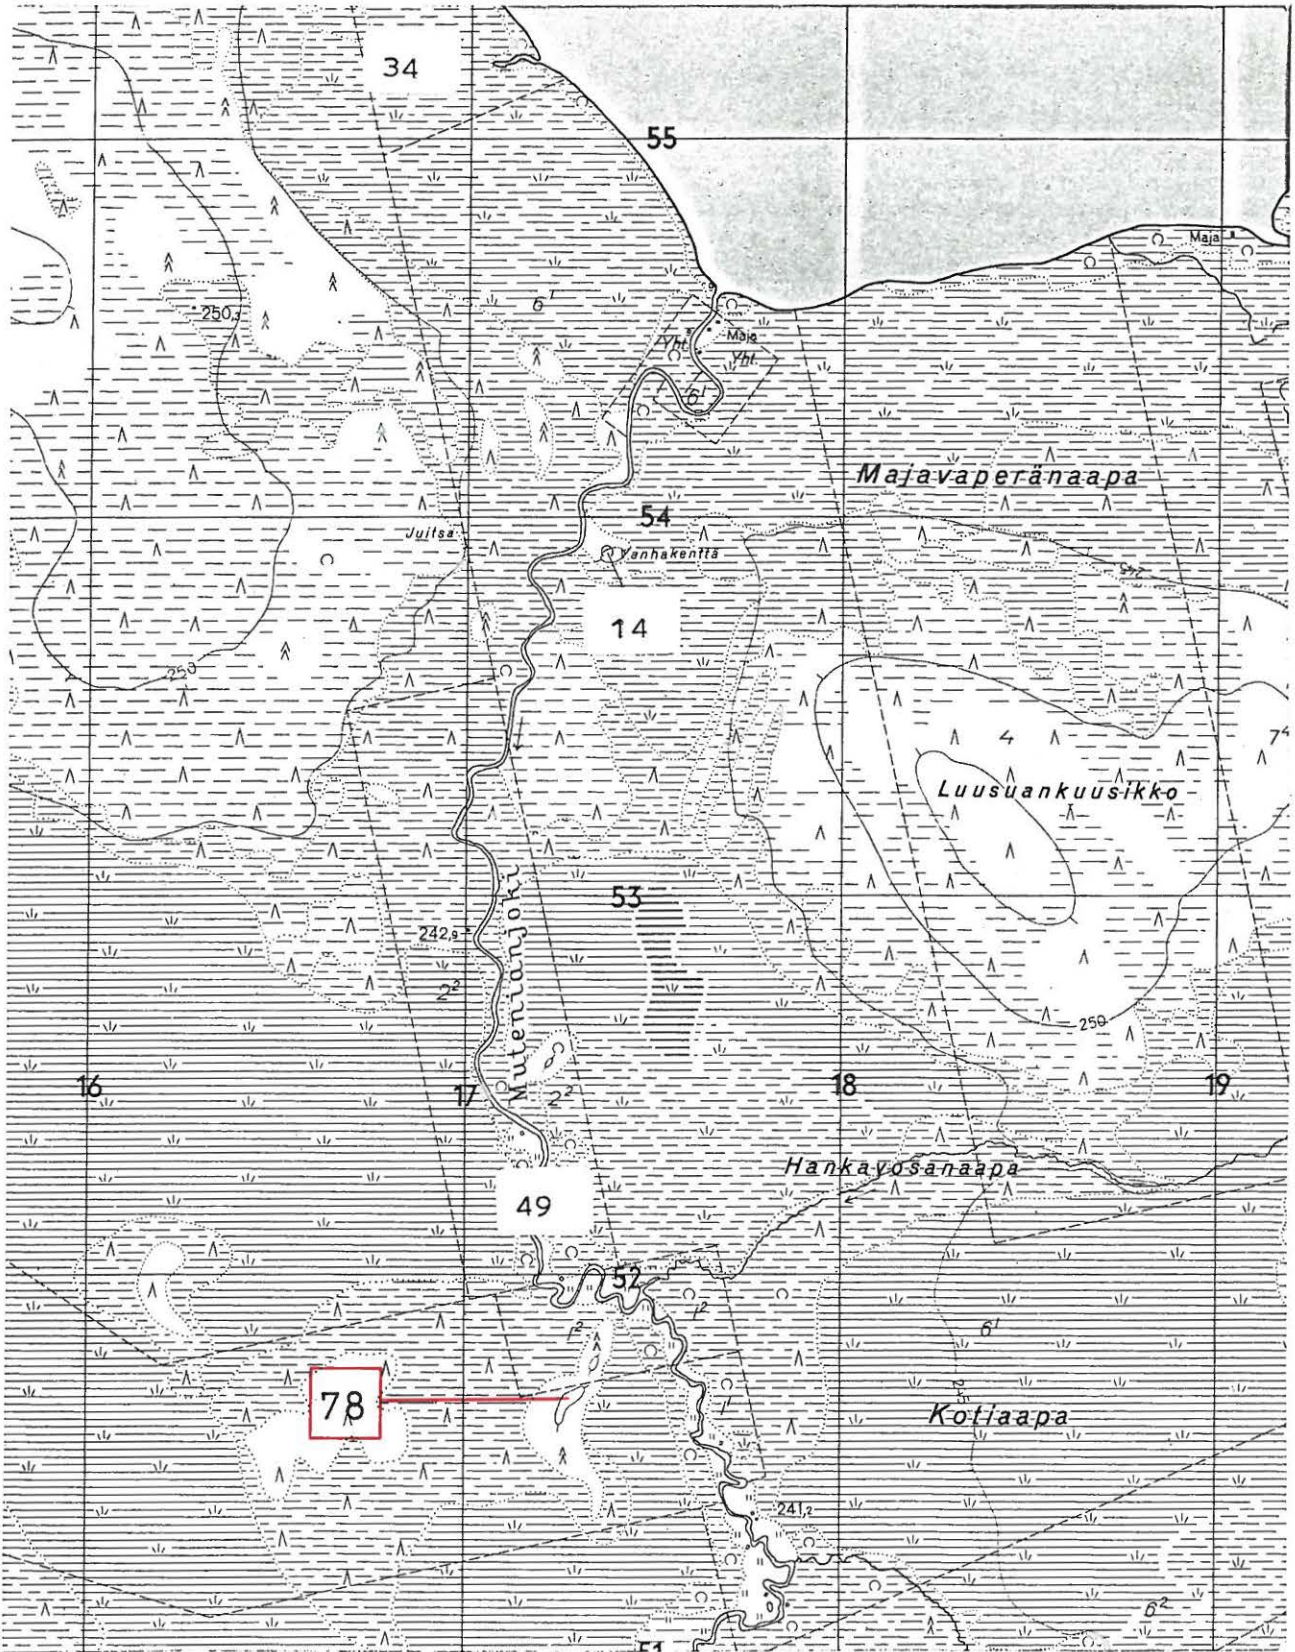 34
55
Maja
6¹
250,3
Yht.
Maja
Yht.
6¹
Majavaperänaapa
54
Juitsa
Vanhakenttä
245
14
250
4
7⁴
Luusuankuusikko
53
Mutenianjoki
242,9
2²
250
16
17
18
19
2²
Hankavosanaapa
49
52
1²
1²
6¹
78
1¹
245
Kotiaapa
241,2
6²
51